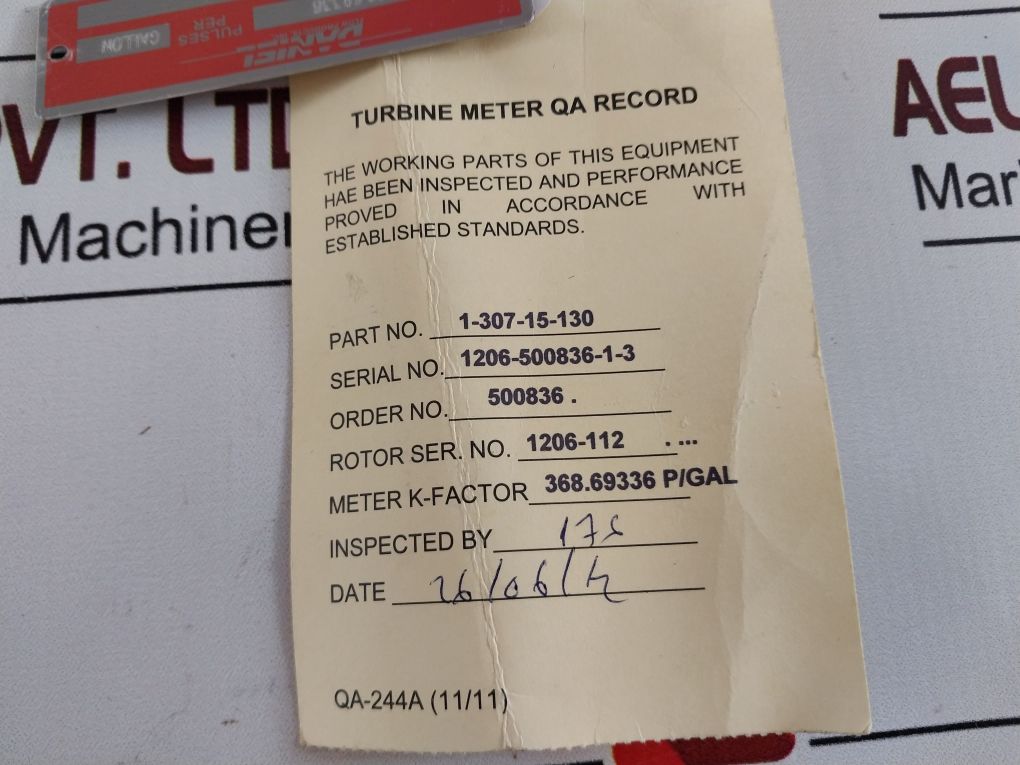 GALLON
PULSES
PER
DANIEL
PVT. LTD
Machiner
AEL
Mar
TURBINE METER QA RECORD
THE WORKING PARTS OF THIS EQUIPMENT
HAE BEEN INSPECTED AND PERFORMANCE
PROVED IN ACCORDANCE WITH
ESTABLISHED STANDARDS.
PART NO. 1-307-15-130
SERIAL NO. 1206-500836-1-3
ORDER NO. 500836 .
ROTOR SER. NO. 1206-112 . ...
METER K-FACTOR 368.69336 P/GAL
INSPECTED BY
DATE 26/06/12
QA-244A (11/11)